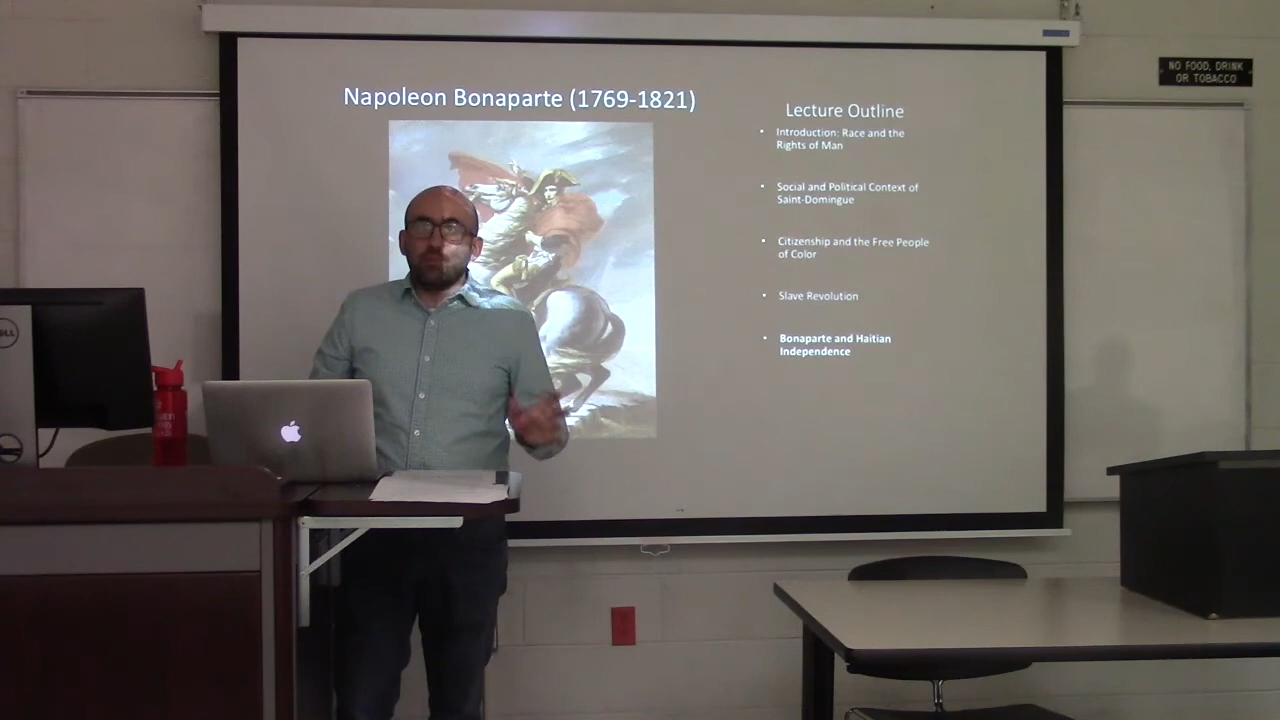 Napoleon Bonaparte (1769-1821)
Lecture Outline
• Introduction: Race and the
Rights of Man
• Social and Political Context of
Saint-Domingue
• Citizenship and the Free People
of Color
• Slave Revolution
• Bonaparte and Haitian
Independence
NO FOOD, DRINK
OR TOBACCO
DELL